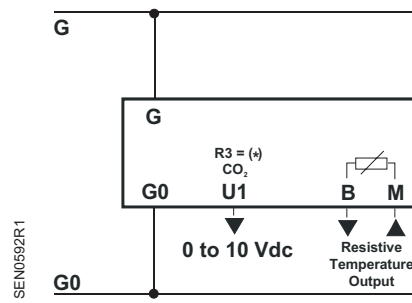 G
G
R3 = (*)
CO₂
G0 U1 B M
0 to 10 Vdc
Resistive
Temperature
Output
G0
SEN0592R1